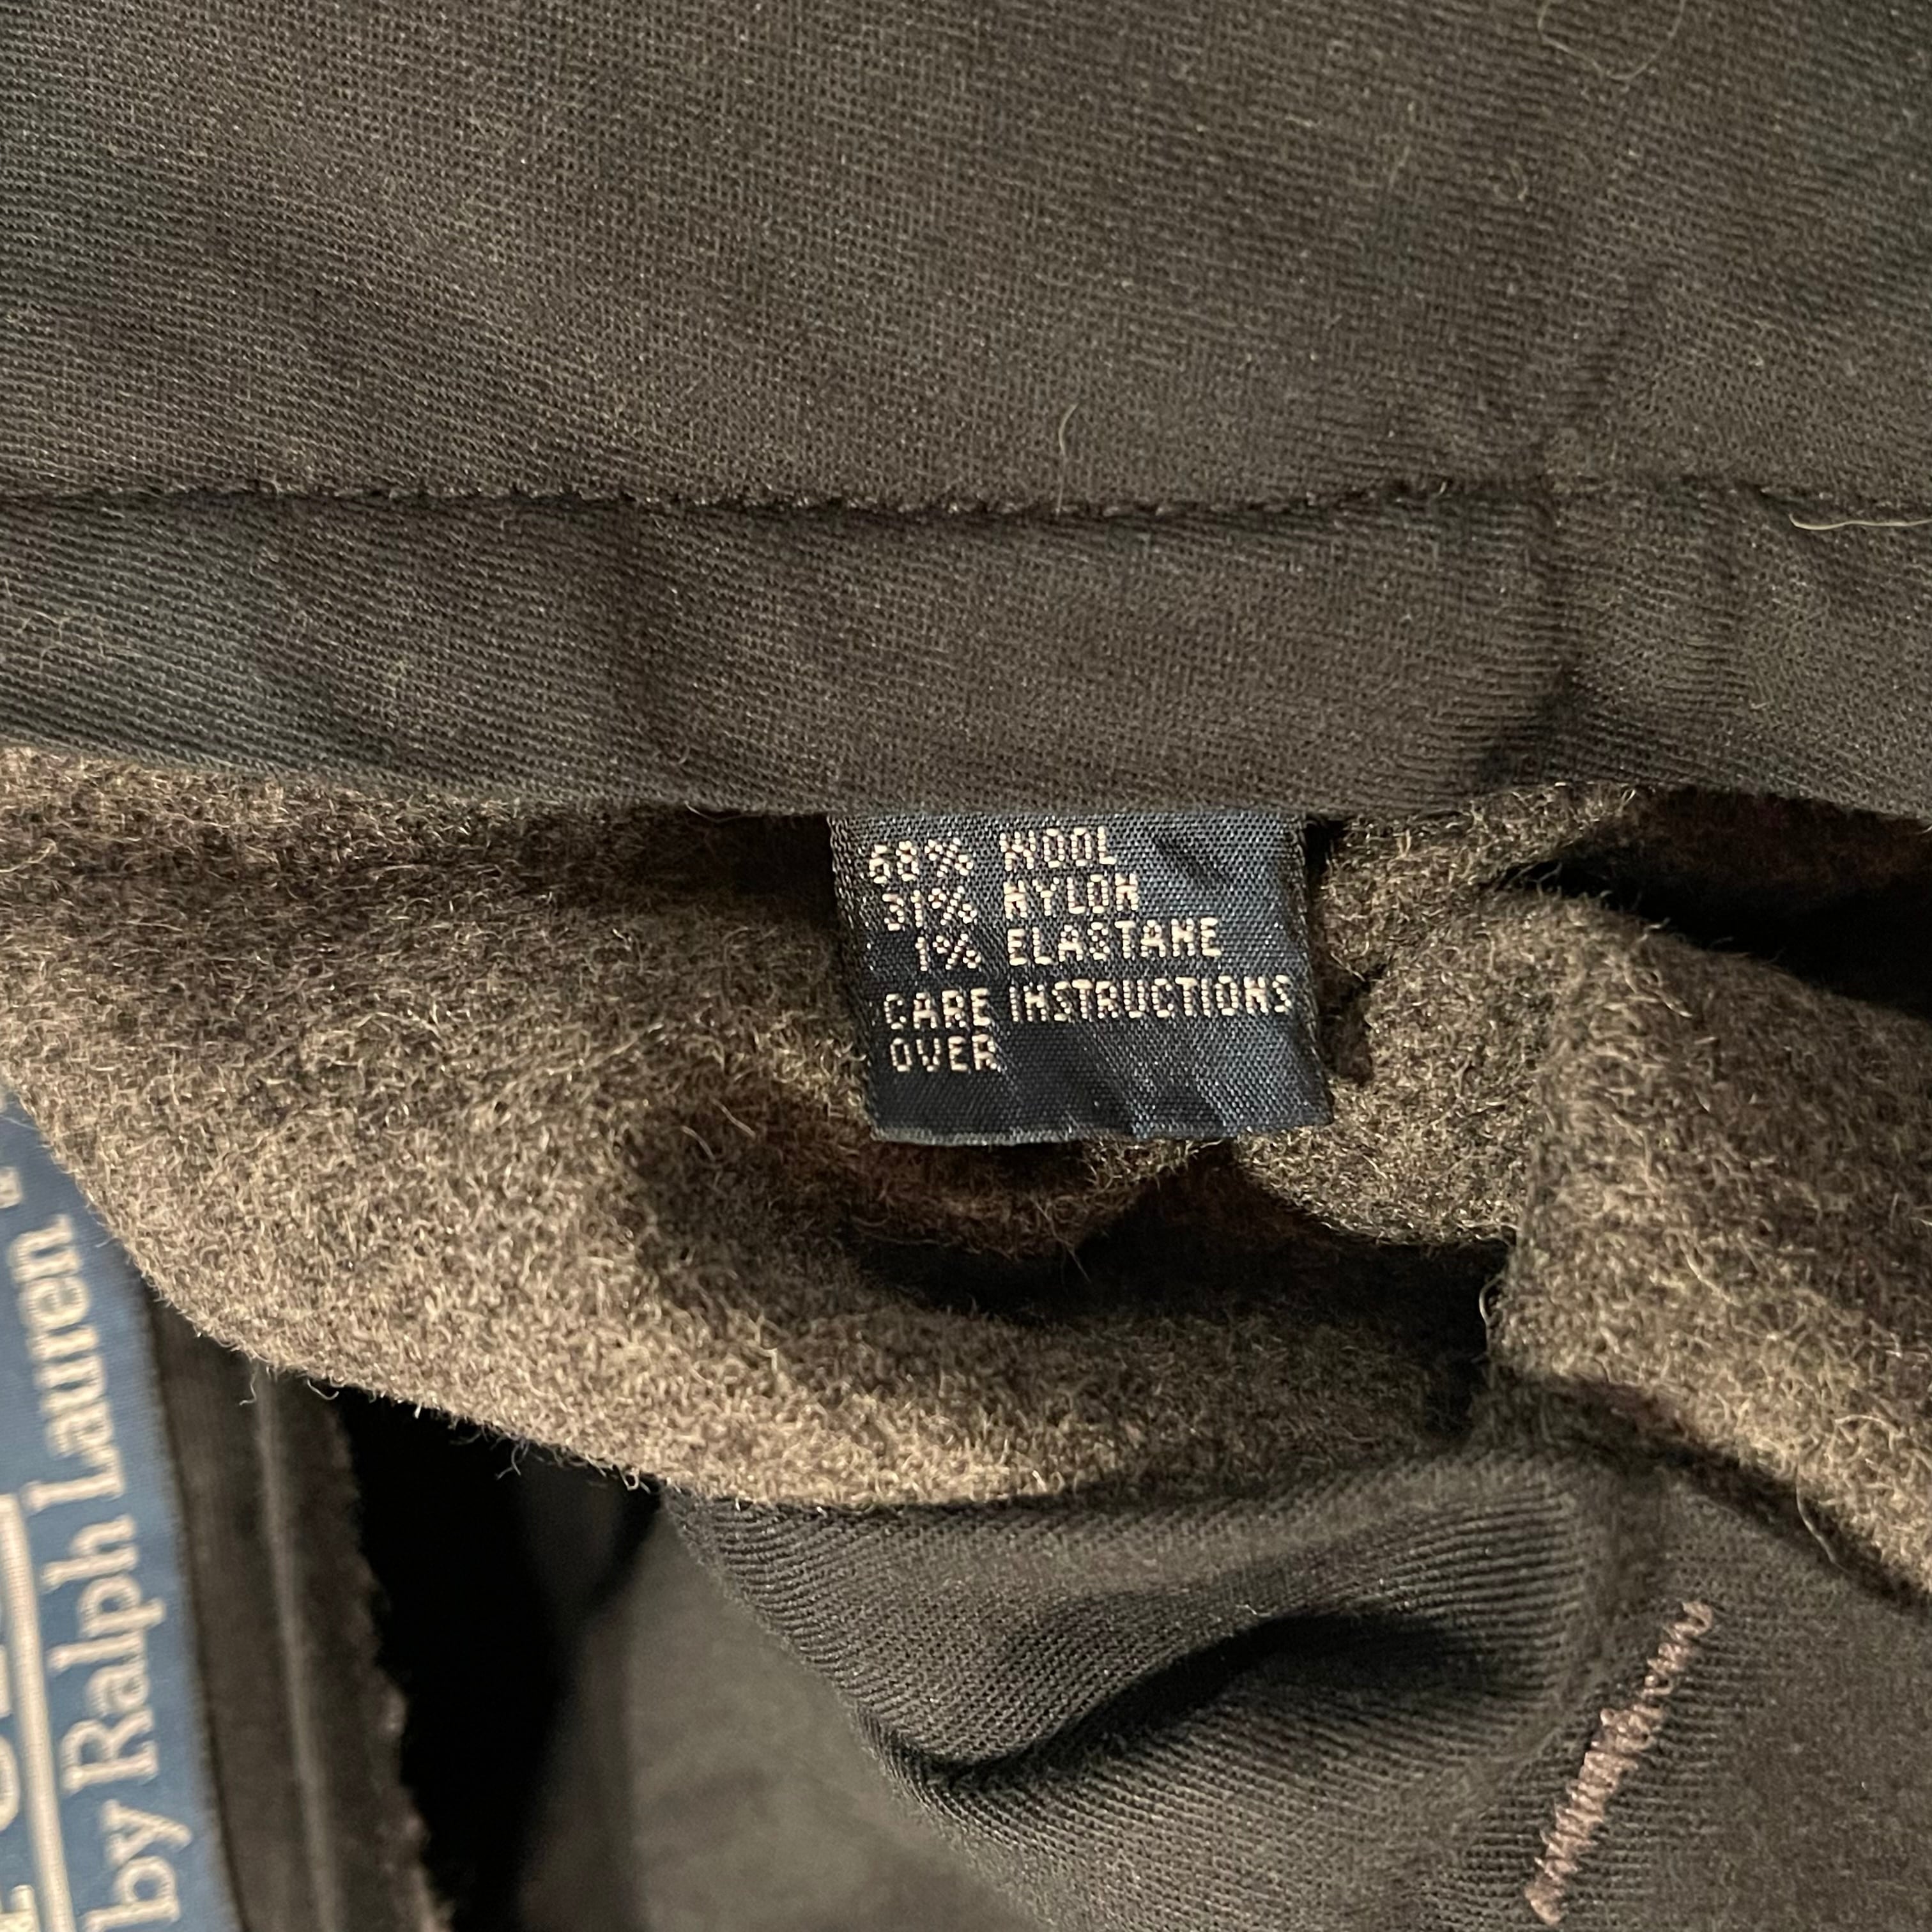 68% WOOL
31% NYLON
1% ELASTANE
CARE INSTRUCTIONS
OVER
by Ralph Lauren